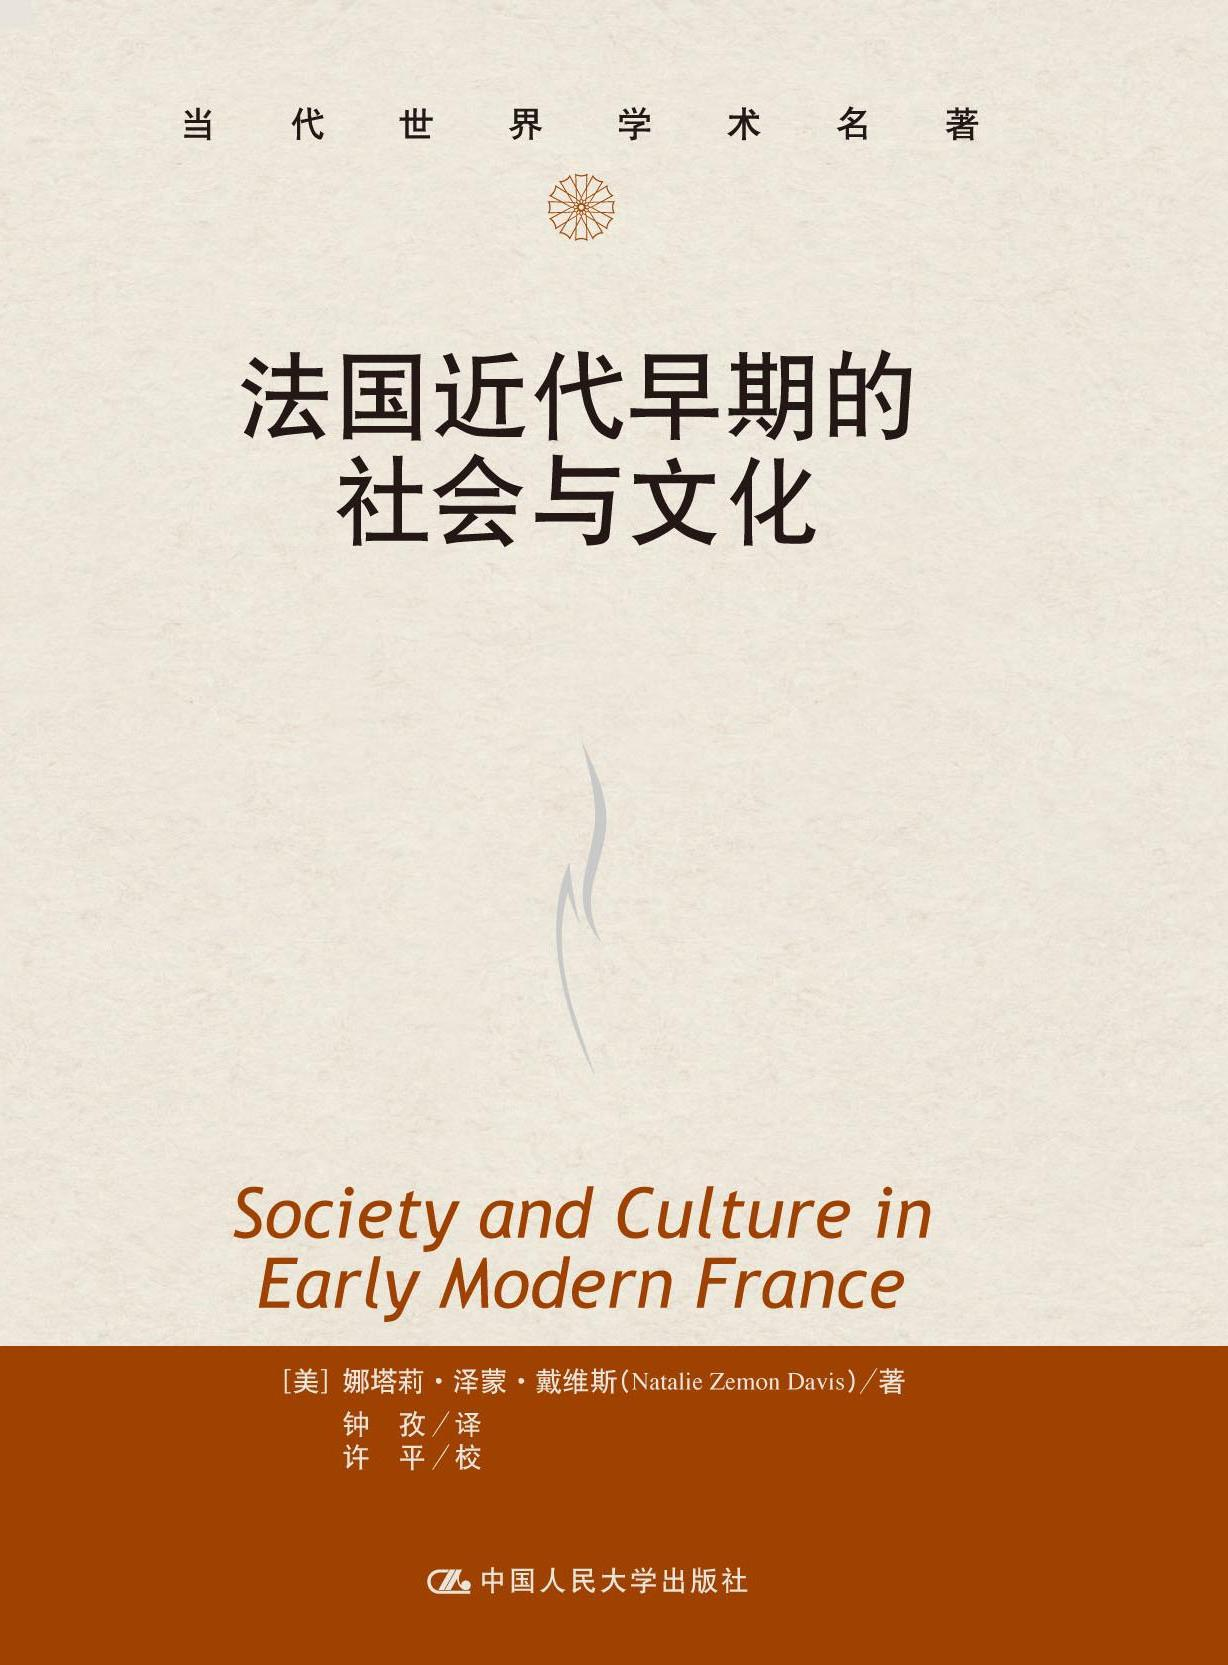 当代世界学术名著
法国近代早期的
社会与文化
Society and Culture in
Early Modern France
[美] 娜塔莉·泽蒙·戴维斯(Natalie Zemon Davis)/著
钟 孜/译
许 平/校
中国人民大学出版社